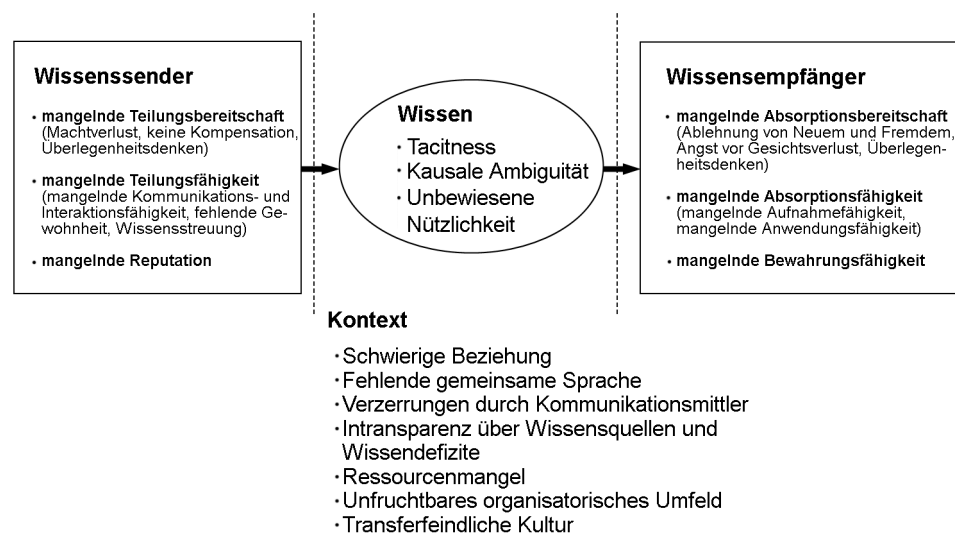 Wissenssender
• mangelnde Teilungsbereitschaft
(Machtverlust, keine Kompensation,
Überlegenheitsdenken)
• mangelnde Teilungsfähigkeit
(mangelnde Kommunikations- und
Interaktionsfähigkeit, fehlende Ge-
wohnheit, Wissensstreuung)
• mangelnde Reputation
Wissen
· Tacitness
· Kausale Ambiguität
· Unbewiesene
Nützlichkeit
Wissensempfänger
• mangelnde Absorptionsbereitschaft
(Ablehnung von Neuem und Fremdem,
Angst vor Gesichtsverlust, Überlegen-
heitsdenken)
• mangelnde Absorptionsfähigkeit
(mangelnde Aufnahmefähigkeit,
mangelnde Anwendungsfähigkeit)
• mangelnde Bewahrungsfähigkeit
Kontext
· Schwierige Beziehung
· Fehlende gemeinsame Sprache
· Verzerrungen durch Kommunikationsmittler
· Intransparenz über Wissensquellen und
Wissendefizite
· Ressourcenmangel
· Unfruchtbares organisatorisches Umfeld
· Transferfeindliche Kultur